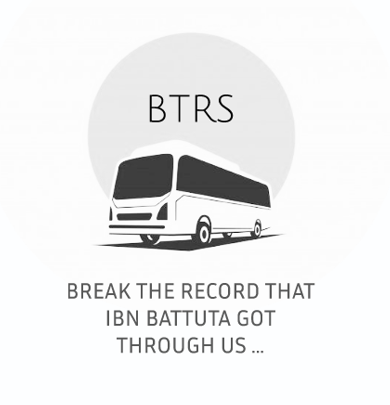 BTRS
BREAK THE RECORD THAT
IBN BATTUTA GOT
THROUGH US ...